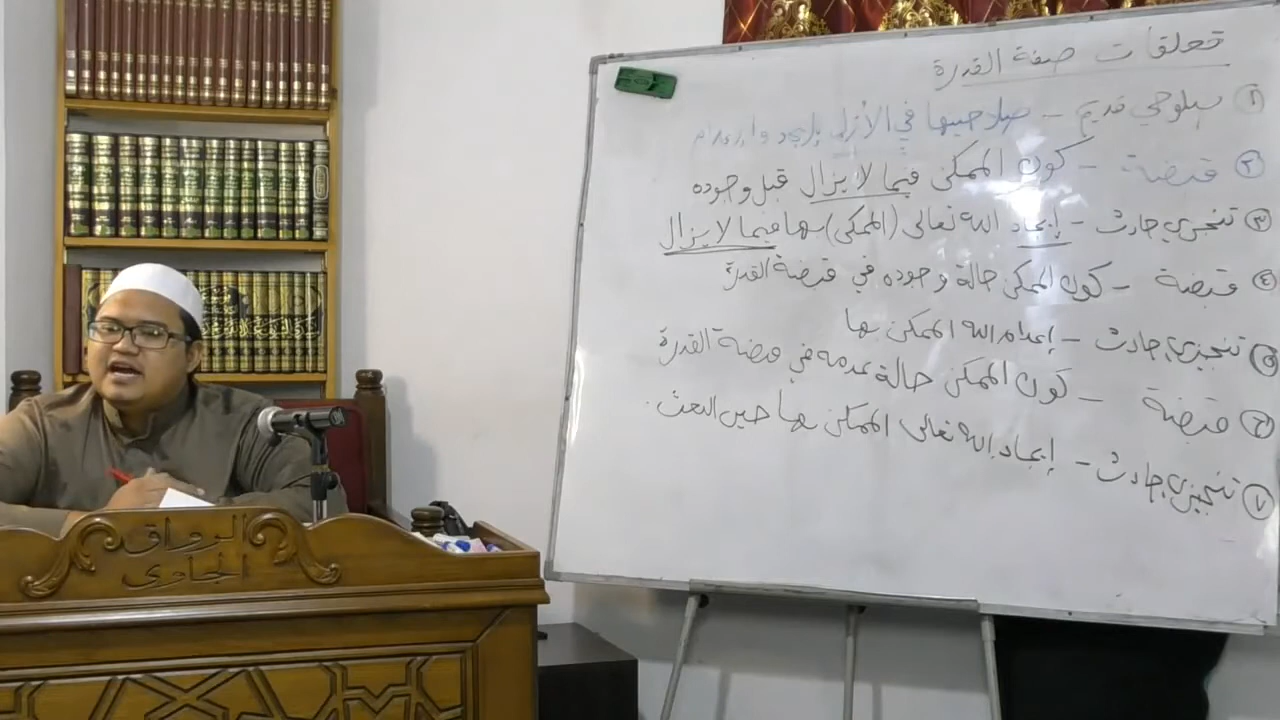 تعلقات صفة القدرة
١ صلوحي قديم - صلاحيتها في الأزل بإيجاد وإعدام
٢ قبضة - كون الممكن فيما لا يزال قبل وجوده
٣ تنجيزي حادث - إيجاد الله تعالى (الممكن) بها فيما لا يزال
٤ قبضة - كون الممكن حالة وجوده في قبضة القدرة
٥ تنجيزي حادث - إعدام الله الممكن بها
٦ قبضة - كون الممكن حالة عدمه في قبضة القدرة
٧ تنجيزي حادث - إيجاد الله تعالى الممكن بها حين البعث.
الرواق
الجاوي